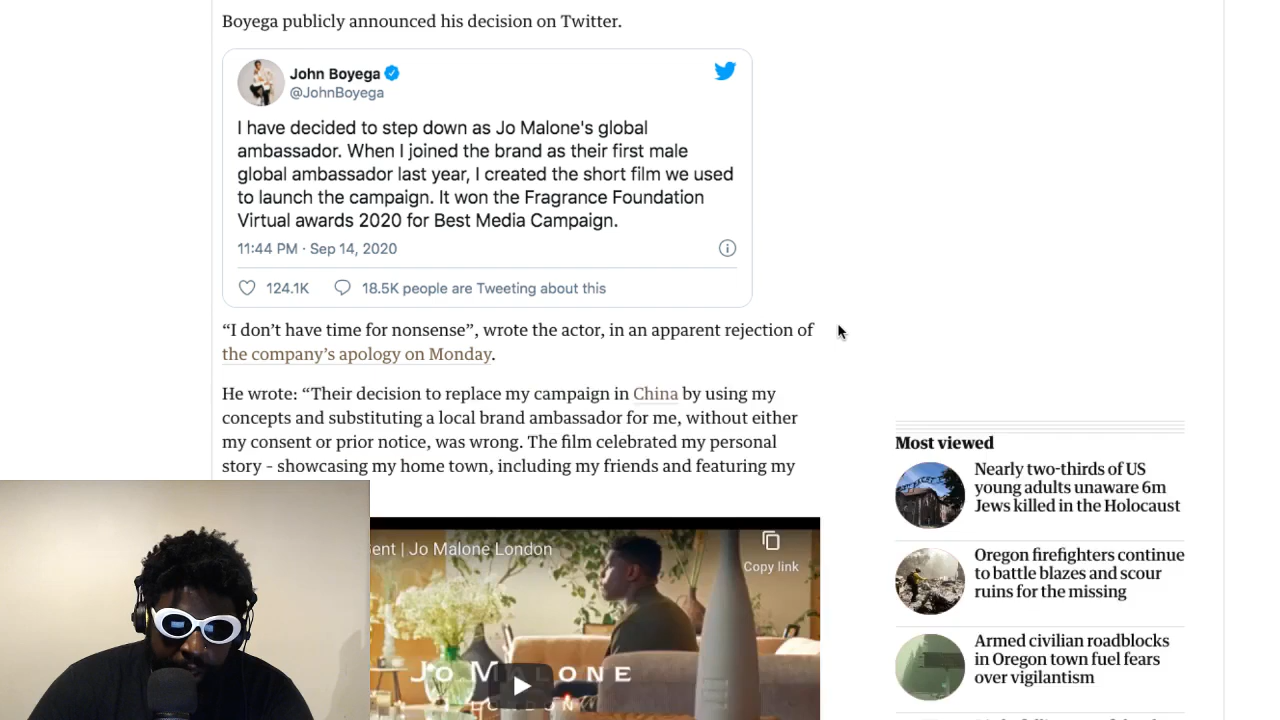 Boyega publicly announced his decision on Twitter.
John Boyega
@JohnBoyega
I have decided to step down as Jo Malone's global
ambassador. When I joined the brand as their first male
global ambassador last year, I created the short film we used
to launch the campaign. It won the Fragrance Foundation
Virtual awards 2020 for Best Media Campaign.
11:44 PM · Sep 14, 2020
124.1K
18.5K people are Tweeting about this
“I don’t have time for nonsense”, wrote the actor, in an apparent rejection of
the company’s apology on Monday.
He wrote: “Their decision to replace my campaign in China by using my
concepts and substituting a local brand ambassador for me, without either
my consent or prior notice, was wrong. The film celebrated my personal
story – showcasing my home town, including my friends and featuring my
ent | Jo Malone London
Copy link
JO MALONE
LONDON
Most viewed
Nearly two-thirds of US
young adults unaware 6m
Jews killed in the Holocaust
Oregon firefighters continue
to battle blazes and scour
ruins for the missing
Armed civilian roadblocks
in Oregon town fuel fears
over vigilantism